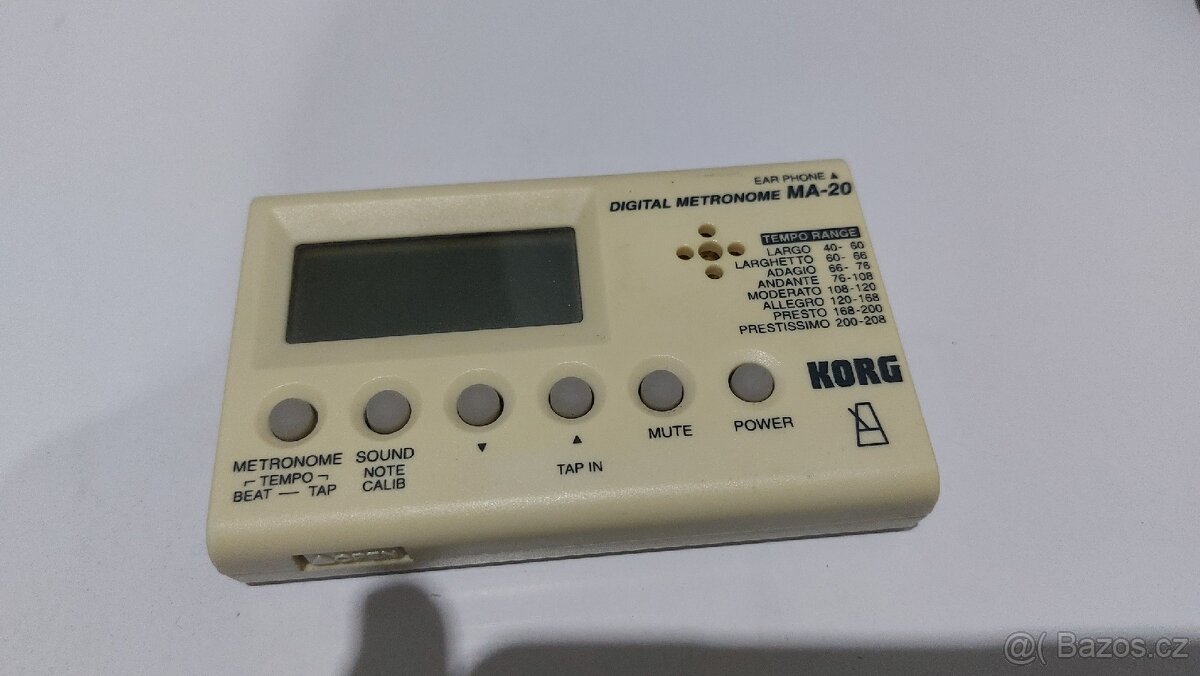 EAR PHONE ▲
DIGITAL METRONOME MA-20
TEMPO RANGE
LARGO 40- 60
LARGHETTO 60- 66
ADAGIO 66- 76
ANDANTE 76-108
MODERATO 108-120
ALLEGRO 120-168
PRESTO 168-200
PRESTISSIMO 200-208
KORG
METRONOME
TEMPO
BEAT — TAP
SOUND
NOTE
CALIB
▼
▲
TAP IN
MUTE
POWER
▲OPEN
@( Bazos.cz